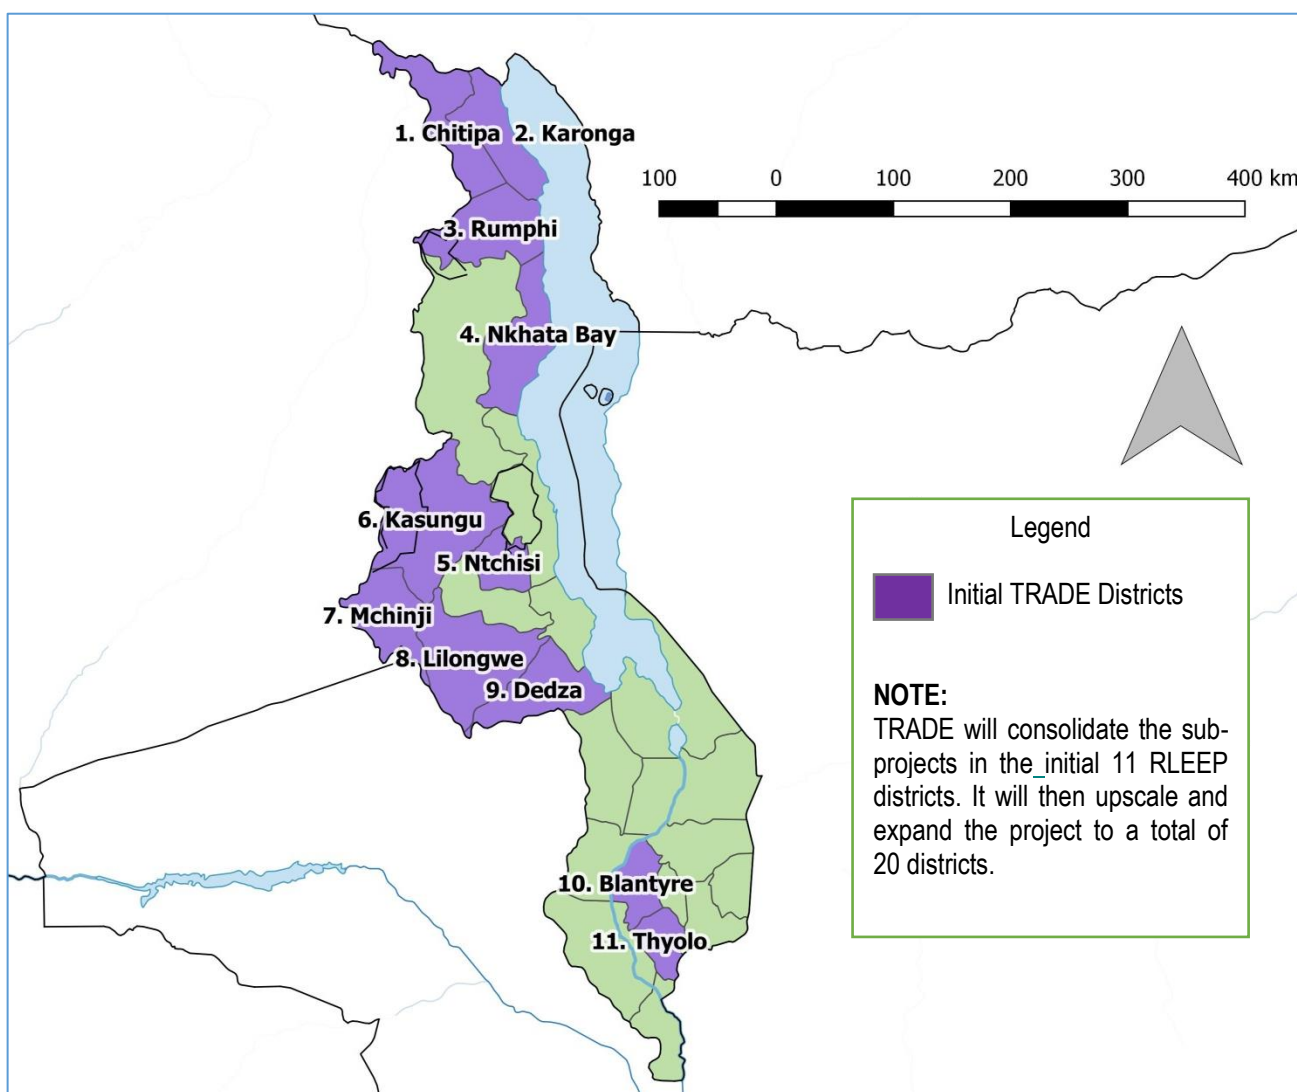 1. Chitipa
2. Karonga
100 0 100 200 300 400 km
3. Rumphi
4. Nkhata Bay
6. Kasungu
5. Ntchisi
7. Mchinji
8. Lilongwe
9. Dedza
10. Blantyre
11. Thyolo
Legend
Initial TRADE Districts
NOTE:
TRADE will consolidate the sub-
projects in the initial 11 RLEEP
districts. It will then upscale and
expand the project to a total of
20 districts.